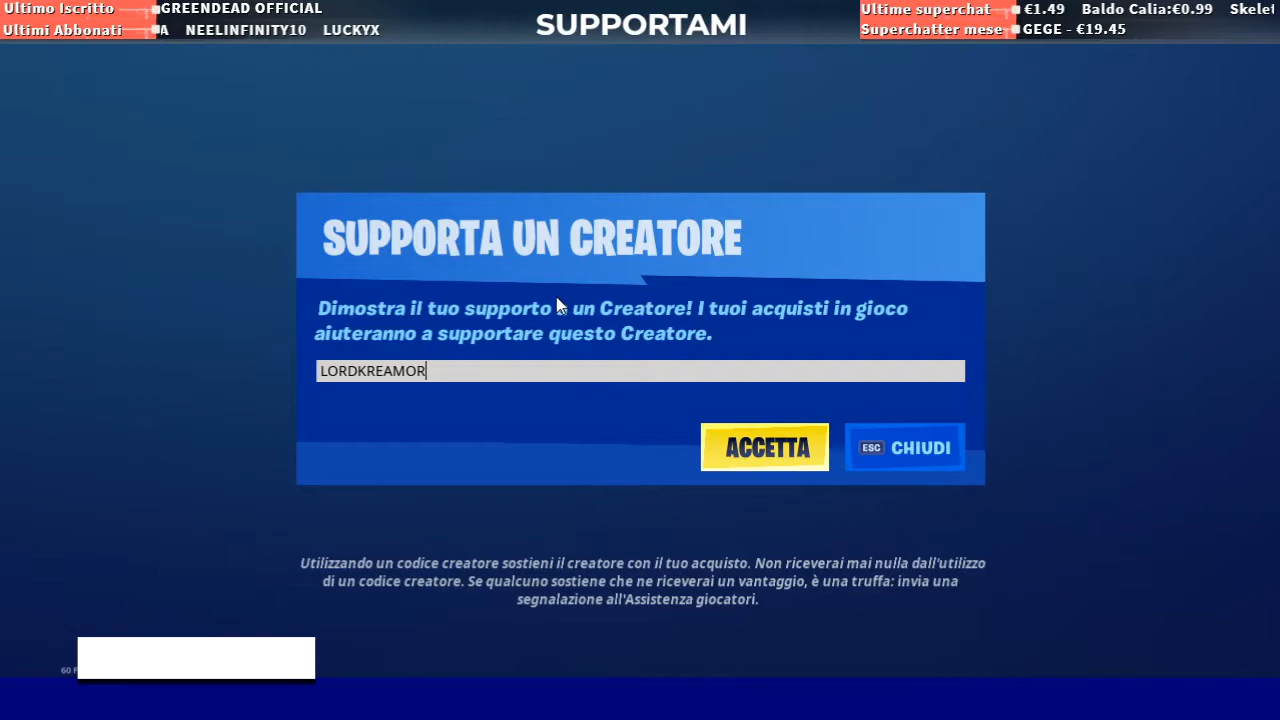 Ultimo Iscritto GREENDEAD OFFICIAL
Ultimi Abbonati A NEELINFINITY10 LUCKYX
SUPPORTAMI
Ultime superchat €1.49 Baldo Calia:€0.99
Superchatter mese GEGE - €19.45
SUPPORTA UN CREATORE
Dimostra il tuo supporto un Creatore! I tuoi acquisti in gioco
aiuteranno a supportare questo Creatore.
LORDKREAMOR
ACCETTA
ESC CHIUDI
Utilizzando un codice creatore sostieni il creatore con il tuo acquisto. Non riceverai mai nulla dall'utilizzo
di un codice creatore. Se qualcuno sostiene che ne riceverai un vantaggio, è una truffa: invia una
segnalazione all'Assistenza giocatori.
60